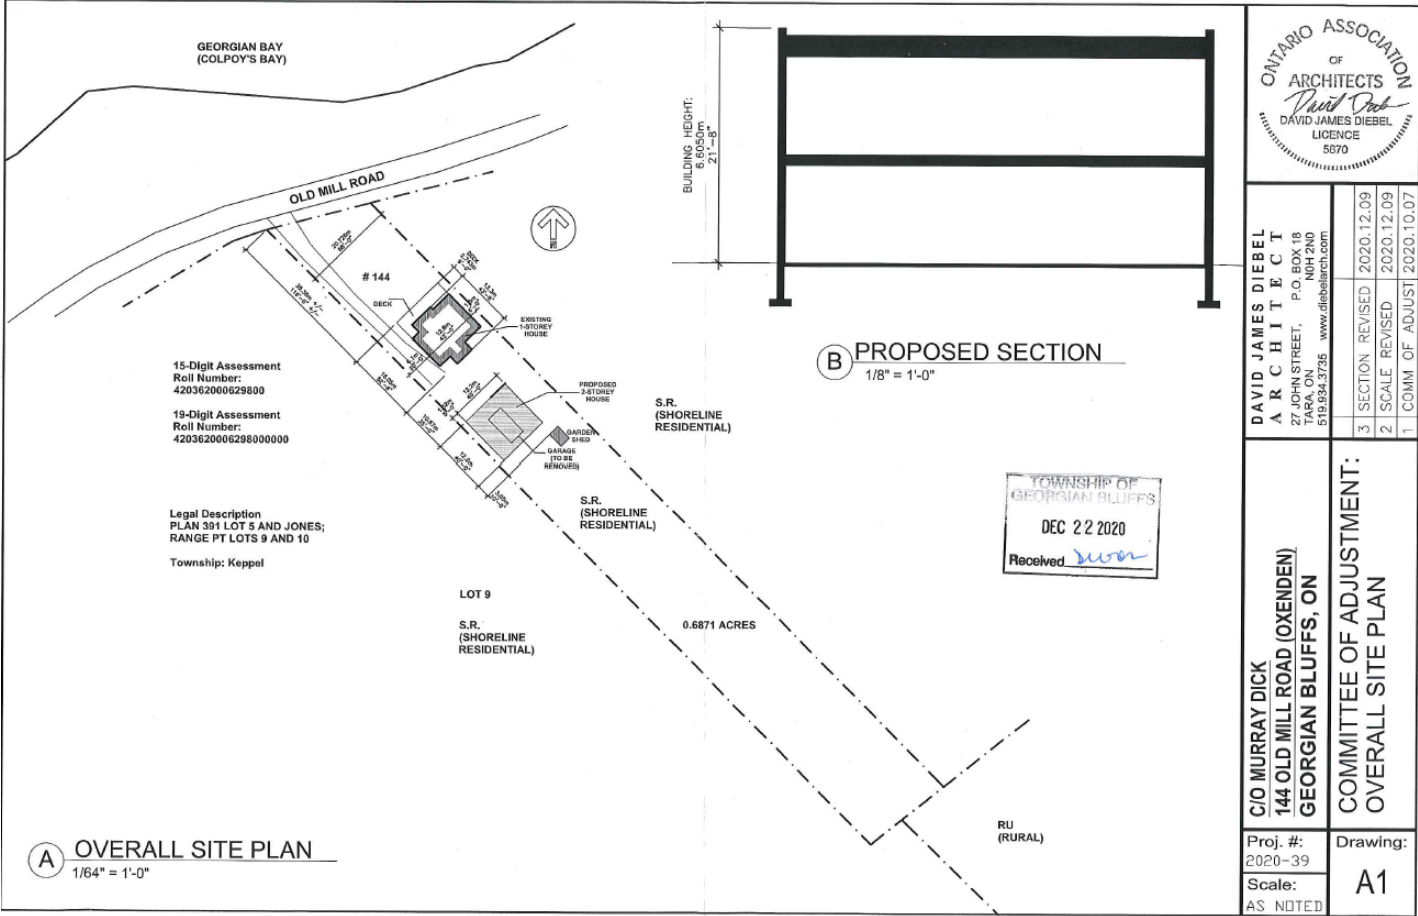 GEORGIAN BAY
(COLPOY'S BAY)
OLD MILL ROAD
# 144
DECK
EXISTING
1-STOREY
HOUSE
PROPOSED
2-STOREY
HOUSE
GARDEN
SHED
GARAGE
(TO BE
REMOVED)
15-Digit Assessment
Roll Number:
420362000629800
19-Digit Assessment
Roll Number:
4203620006298000000
Legal Description
PLAN 391 LOT 5 AND JONES;
RANGE PT LOTS 9 AND 10
Township: Keppel
S.R.
(SHORELINE
RESIDENTIAL)
S.R.
(SHORELINE
RESIDENTIAL)
LOT 9
S.R.
(SHORELINE
RESIDENTIAL)
0.6871 ACRES
RU
(RURAL)
A
OVERALL SITE PLAN
1/64" = 1'-0"
BUILDING HEIGHT:
6.6050m
21'-8"
B
PROPOSED SECTION
1/8" = 1'-0"
TOWNSHIP OF
GEORGIAN BLUFFS
DEC 22 2020
Received
ONTARIO ASSOCIATION
OF
ARCHITECTS
DAVID JAMES DIEBEL
LICENCE
5870
DAVID JAMES DIEBEL
ARCHITECT
27 JOHN STREET, P.O. BOX 18
TARA, ON N0H 2N0
519.934.3735 www.diebelarch.com
3 SECTION REVISED 2020.12.09
2 SCALE REVISED 2020.12.09
1 COMM OF ADJUST 2020.10.07
C/O MURRAY DICK
144 OLD MILL ROAD (OXENDEN)
GEORGIAN BLUFFS, ON
COMMITTEE OF ADJUSTMENT:
OVERALL SITE PLAN
Proj. #:
2020-39
Scale:
AS NOTED
Drawing:
A1